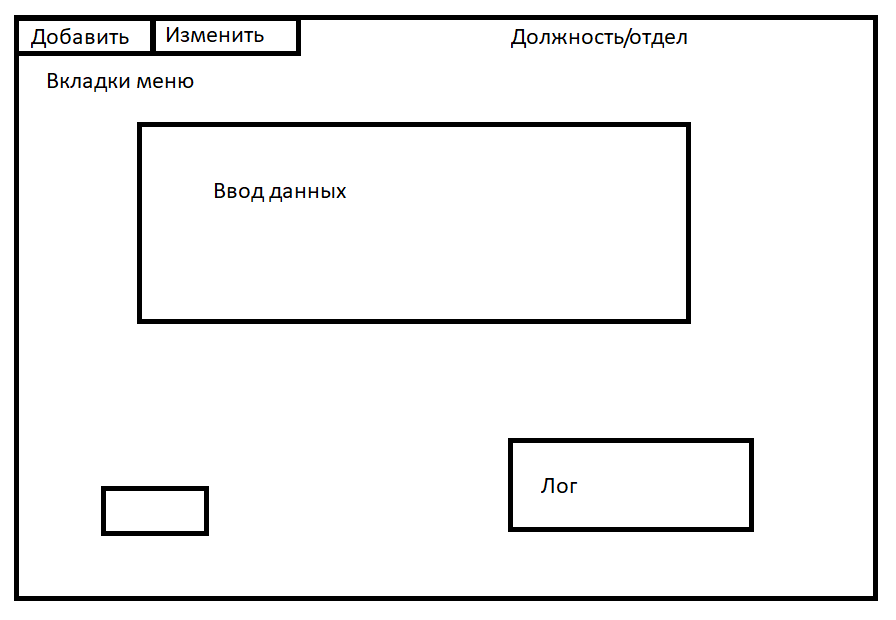 Добавить
Изменить
Должность/отдел
Вкладки меню
Ввод данных
Лог